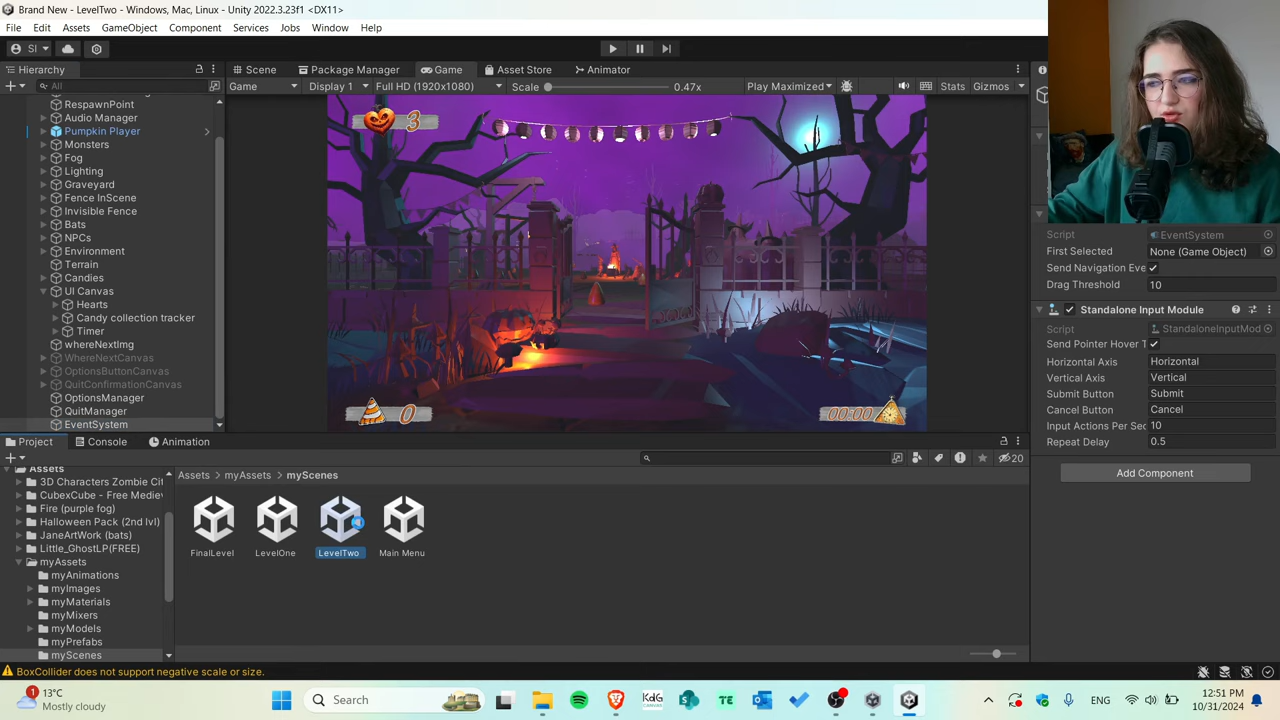 Brand New - LevelTwo - Windows, Mac, Linux - Unity 2022.3.23f1 <DX11>
File Edit Assets GameObject Component Services Jobs Window Help
SI
Hierarchy
Scene Package Manager Game Asset Store Animator
All
Game Display 1 Full HD (1920x1080) Scale 0.47x Play Maximized Stats Gizmos
RespawnPoint
Audio Manager
Pumpkin Player
Monsters
Fog
Lighting
Graveyard
Fence InScene
Invisible Fence
Bats
NPCs
Environment
Terrain
Candies
UI Canvas
Hearts
Candy collection tracker
Timer
whereNextImg
WhereNextCanvas
OptionsButtonCanvas
QuitConfirmationCanvas
OptionsManager
QuitManager
EventSystem
3
0
00:00
Script EventSystem
First Selected None (Game Object)
Send Navigation Eve
Drag Threshold 10
Standalone Input Module
Script StandaloneInputMod
Send Pointer Hover T
Horizontal Axis Horizontal
Vertical Axis Vertical
Submit Button Submit
Cancel Button Cancel
Input Actions Per Sec 10
Repeat Delay 0.5
Add Component
Project Console Animation
20
Assets
3D Characters Zombie Cit
CubexCube - Free Mediev
Fire (purple fog)
Halloween Pack (2nd lvl)
JaneArtWork (bats)
Little_GhostLP(FREE)
myAssets
myAnimations
myImages
myMaterials
myMixers
myModels
myPrefabs
myScenes
Assets > myAssets > myScenes
FinalLevel LevelOne LevelTwo Main Menu
BoxCollider does not support negative scale or size.
1
13°C
Mostly cloudy
Search
KdG
CANVAS
TE
ENG
12:51 PM
10/31/2024